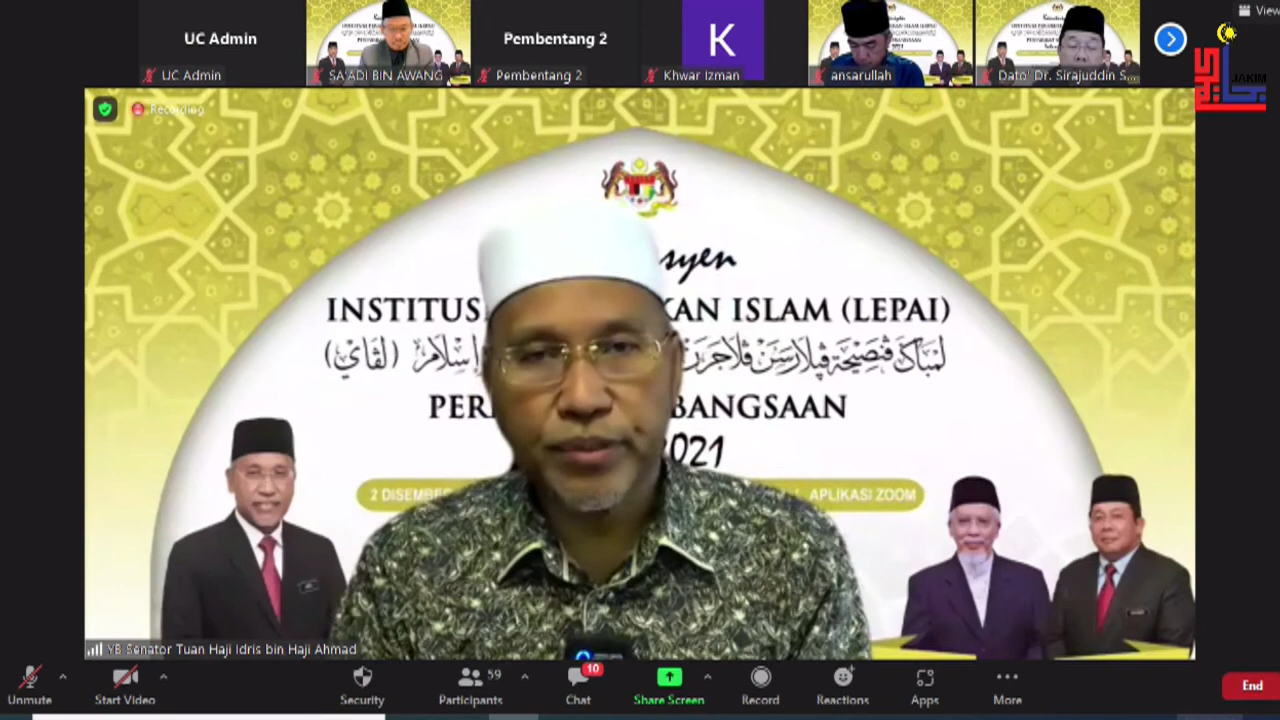 View
UC Admin
Pembentang 2
K
UC Admin
SA'ADI BIN AWANG
Pembentang 2
Khwar Izman
ansarullah
Dato' Dr. Sirajuddin S...
JAKIM
Recording
syen
INSTITUS KAN ISLAM (LEPAI)
إسلام (لڤاي)
PER BANGSAAN
2021
2 DISEMBE APLIKASI ZOOM
YB Senator Tuan Haji Idris bin Haji Ahmad
59
10
Unmute
Start Video
Security
Participants
Chat
Share Screen
Record
Reactions
Apps
More
End